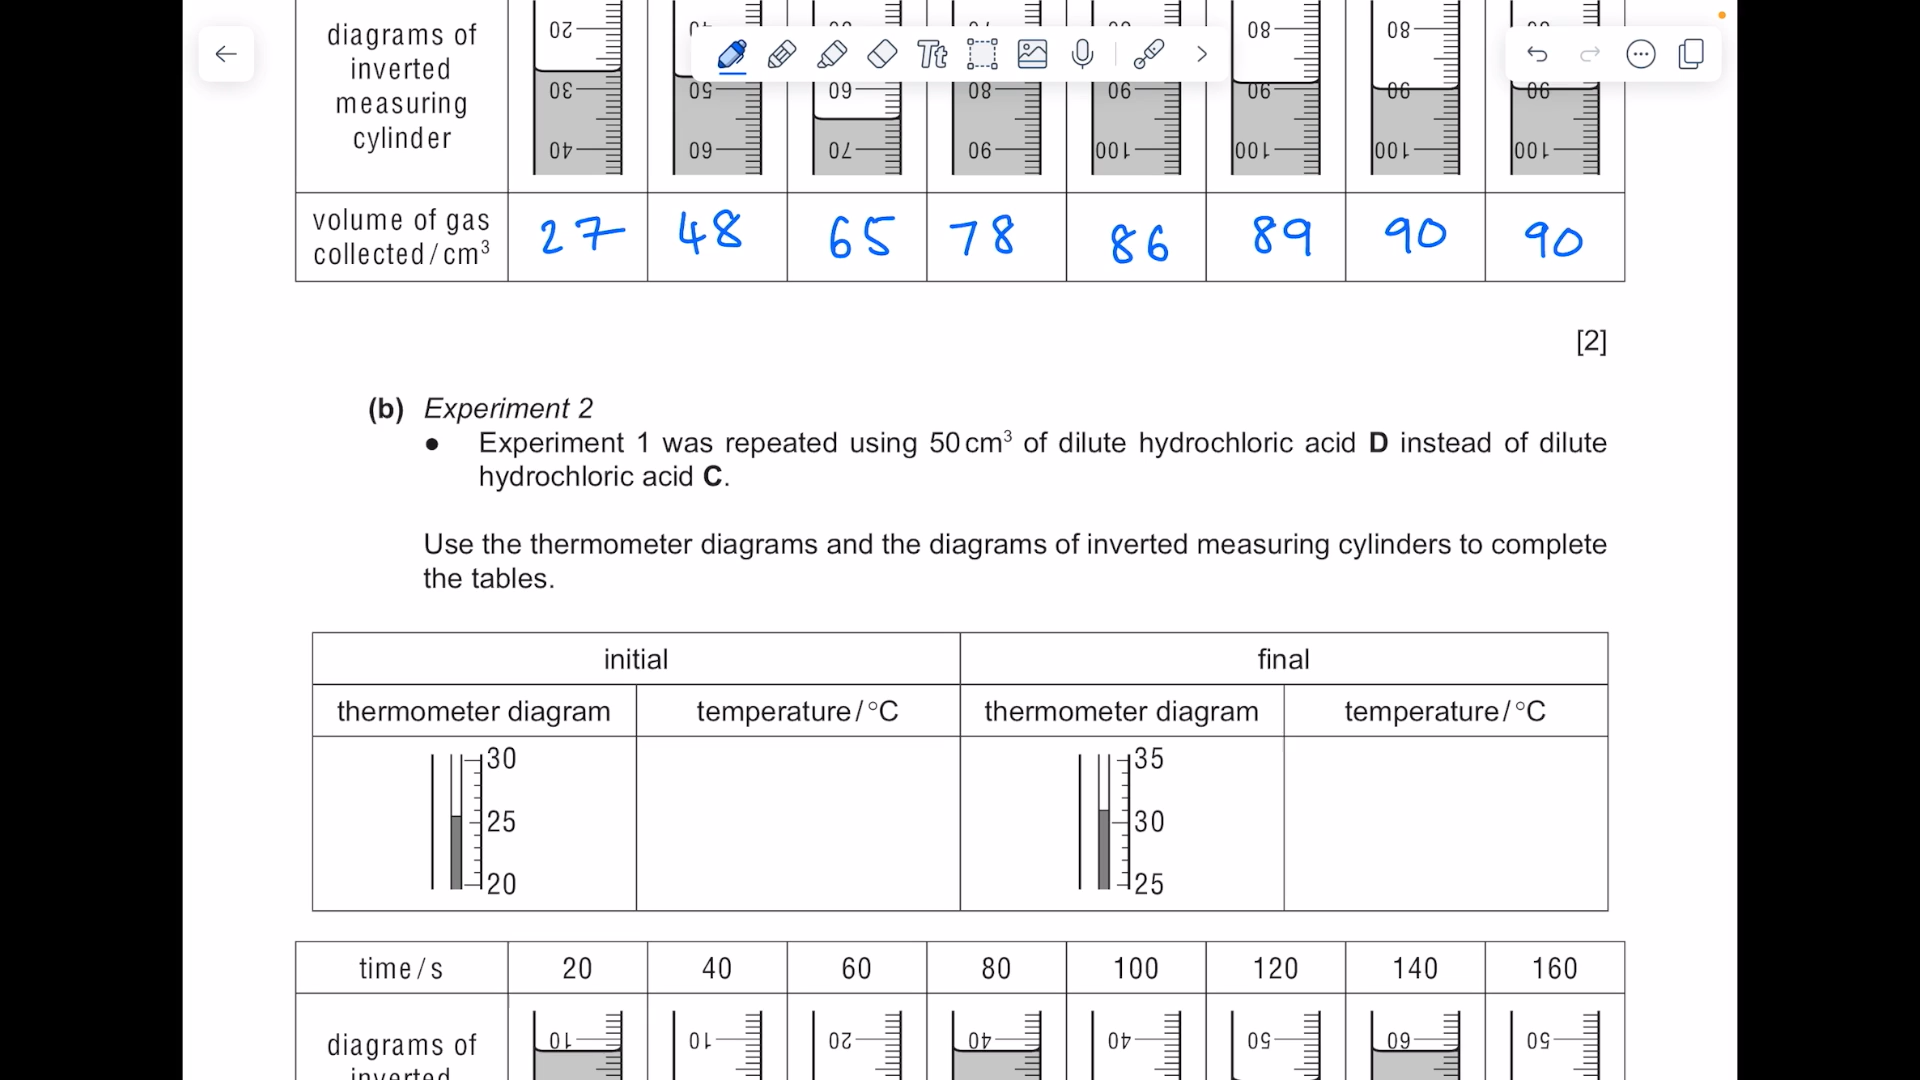 diagrams of
inverted
measuring
cylinder
20
30
40
50
60
60
70
80
90
90
100
80
90
100
80
90
100
90
100
Tt
volume of gas
collected / cm³
27
48
65
78
86
89
90
90
[2]
(b) Experiment 2
• Experiment 1 was repeated using 50 cm³ of dilute hydrochloric acid D instead of dilute
hydrochloric acid C.
Use the thermometer diagrams and the diagrams of inverted measuring cylinders to complete
the tables.
initial
final
thermometer diagram
temperature / °C
thermometer diagram
temperature / °C
30
25
20
35
30
25
time / s
20
40
60
80
100
120
140
160
diagrams of
inverted
10
10
20
40
40
50
60
50